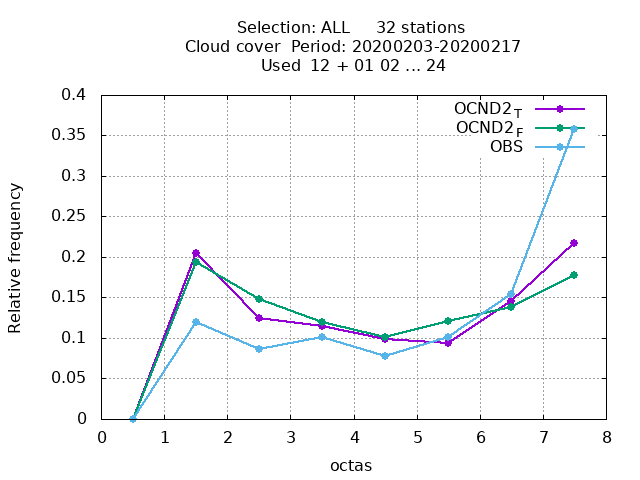 Selection: ALL 32 stations
Cloud cover Period: 20200203-20200217
Used 12 + 01 02 ... 24
0.4
0.35
0.3
0.25
0.2
0.15
0.1
0.05
0
Relative frequency
OCND2 T
OCND2 F
OBS
0 1 2 3 4 5 6 7 8
octas